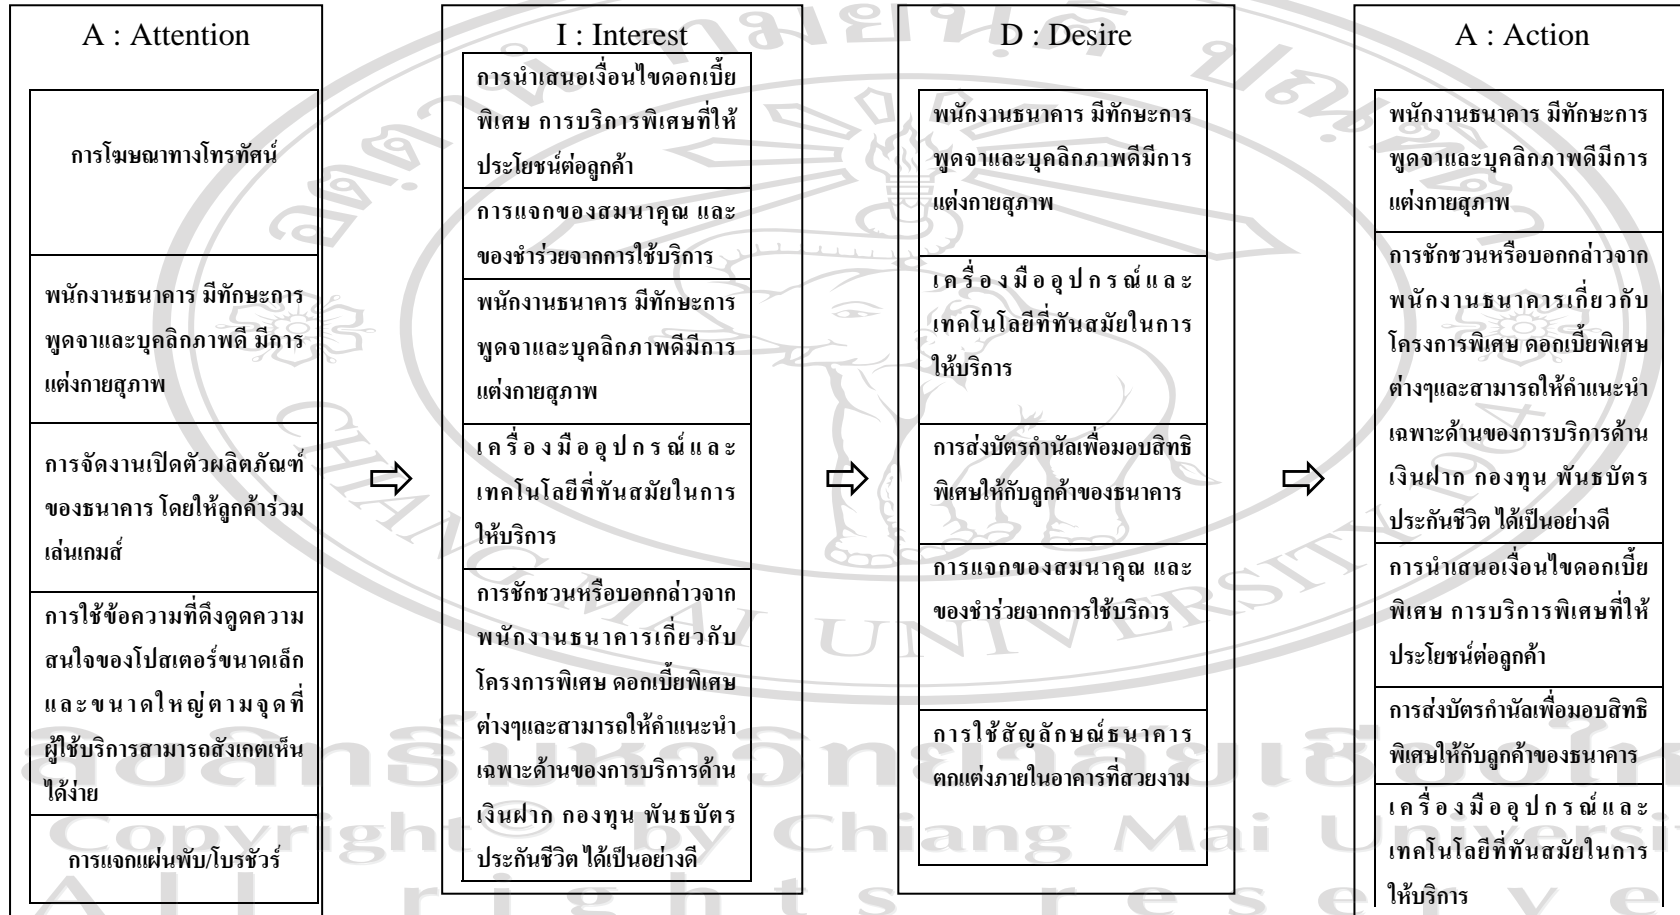 A : Attention
การโฆษณาทางโทรทัศน์
พนักงานธนาคาร มีทักษะการ
พูดจาและบุคลิกภาพดี มีการ
แต่งกายสุภาพ
การจัดงานเปิดตัวผลิตภัณฑ์
ของธนาคาร โดยให้ลูกค้าร่วม
เล่นเกมส์
การใช้ข้อความที่ดึงดูดความ
สนใจของโปสเตอร์ขนาดเล็ก
และขนาดใหญ่ตามจุดที่
ผู้ใช้บริการสามารถสังเกตเห็น
ได้ง่าย
การแจกแผ่นพับ/โบรชัวร์
I : Interest
การนำเสนอเงื่อนไขดอกเบี้ย
พิเศษ การบริการพิเศษที่ให้
ประโยชน์ต่อลูกค้า
การแจกของสมนาคุณ และ
ของชำร่วยจากการใช้บริการ
พนักงานธนาคาร มีทักษะการ
พูดจาและบุคลิกภาพดีมีการ
แต่งกายสุภาพ
เครื่องมืออุปกรณ์และ
เทคโนโลยีที่ทันสมัยในการ
ให้บริการ
การชักชวนหรือบอกกล่าวจาก
พนักงานธนาคารเกี่ยวกับ
โครงการพิเศษ ดอกเบี้ยพิเศษ
ต่างๆและสามารถให้คำแนะนำ
เฉพาะด้านของการบริการด้าน
เงินฝาก กองทุน พันธบัตร
ประกันชีวิต ได้เป็นอย่างดี
D : Desire
พนักงานธนาคาร มีทักษะการ
พูดจาและบุคลิกภาพดีมีการ
แต่งกายสุภาพ
เครื่องมืออุปกรณ์และ
เทคโนโลยีที่ทันสมัยในการ
ให้บริการ
การส่งบัตรกำนัลเพื่อมอบสิทธิ
พิเศษให้กับลูกค้าของธนาคาร
การแจกของสมนาคุณ และ
ของชำร่วยจากการใช้บริการ
การใช้สัญลักษณ์ธนาคาร
ตกแต่งภายในอาคารที่สวยงาม
A : Action
พนักงานธนาคาร มีทักษะการ
พูดจาและบุคลิกภาพดีมีการ
แต่งกายสุภาพ
การชักชวนหรือบอกกล่าวจาก
พนักงานธนาคารเกี่ยวกับ
โครงการพิเศษ ดอกเบี้ยพิเศษ
ต่างๆและสามารถให้คำแนะนำ
เฉพาะด้านของการบริการด้าน
เงินฝาก กองทุน พันธบัตร
ประกันชีวิต ได้เป็นอย่างดี
การนำเสนอเงื่อนไขดอกเบี้ย
พิเศษ การบริการพิเศษที่ให้
ประโยชน์ต่อลูกค้า
การส่งบัตรกำนัลเพื่อมอบสิทธิ
พิเศษให้กับลูกค้าของธนาคาร
เครื่องมืออุปกรณ์และ
เทคโนโลยีที่ทันสมัยในการ
ให้บริการ
CHIANG MAI UNIVERSITY 1964
Copyright© by Chiang Mai
All rights